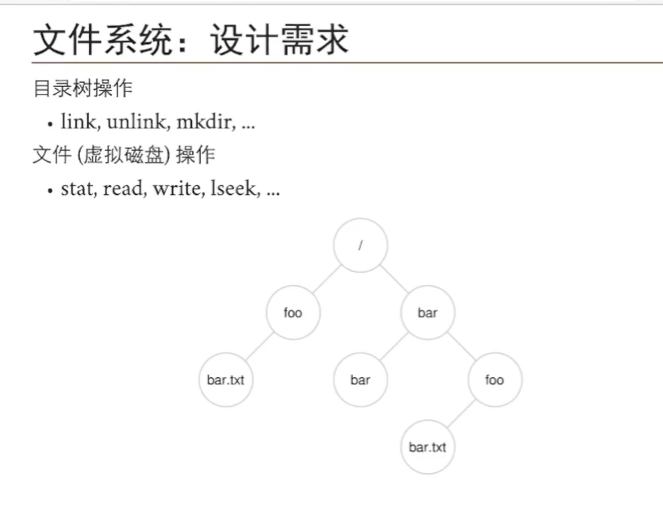 文件系统：设计需求
目录树操作
• link, unlink, mkdir, ...
文件 (虚拟磁盘) 操作
• stat, read, write, lseek, ...
/
foo
bar
bar.txt
bar
foo
bar.txt